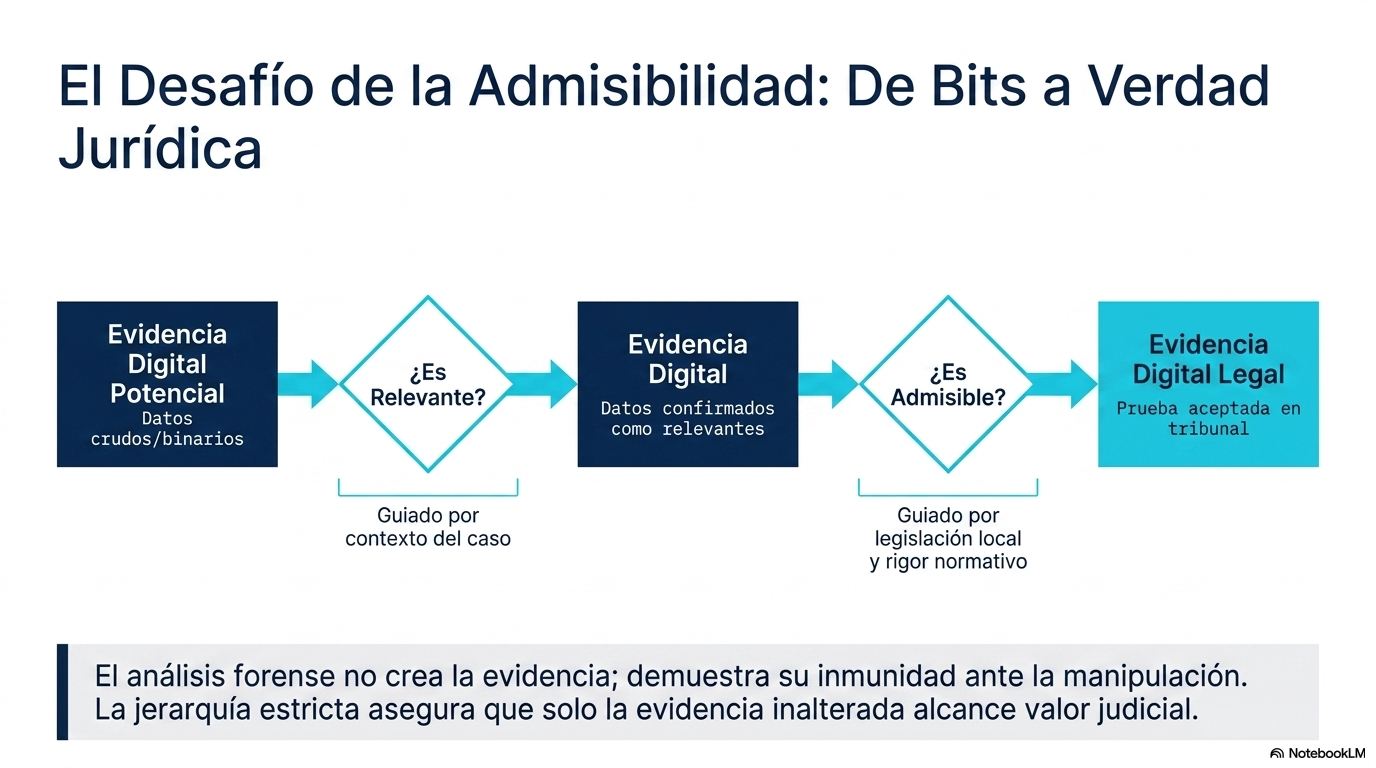 El Desafío de la Admisibilidad: De Bits a Verdad
Jurídica
Evidencia
Digital
Potencial
Datos
crudos/binarios
¿Es
Relevante?
Guiado por
contexto del caso
Evidencia
Digital
Datos confirmados
como relevantes
¿Es
Admisible?
Guiado por
legislación local
y rigor normativo
Evidencia
Digital Legal
Prueba aceptada en
tribunal
El análisis forense no crea la evidencia; demuestra su inmunidad ante la manipulación.
La jerarquía estricta asegura que solo la evidencia inalterada alcance valor judicial.
NotebookLM